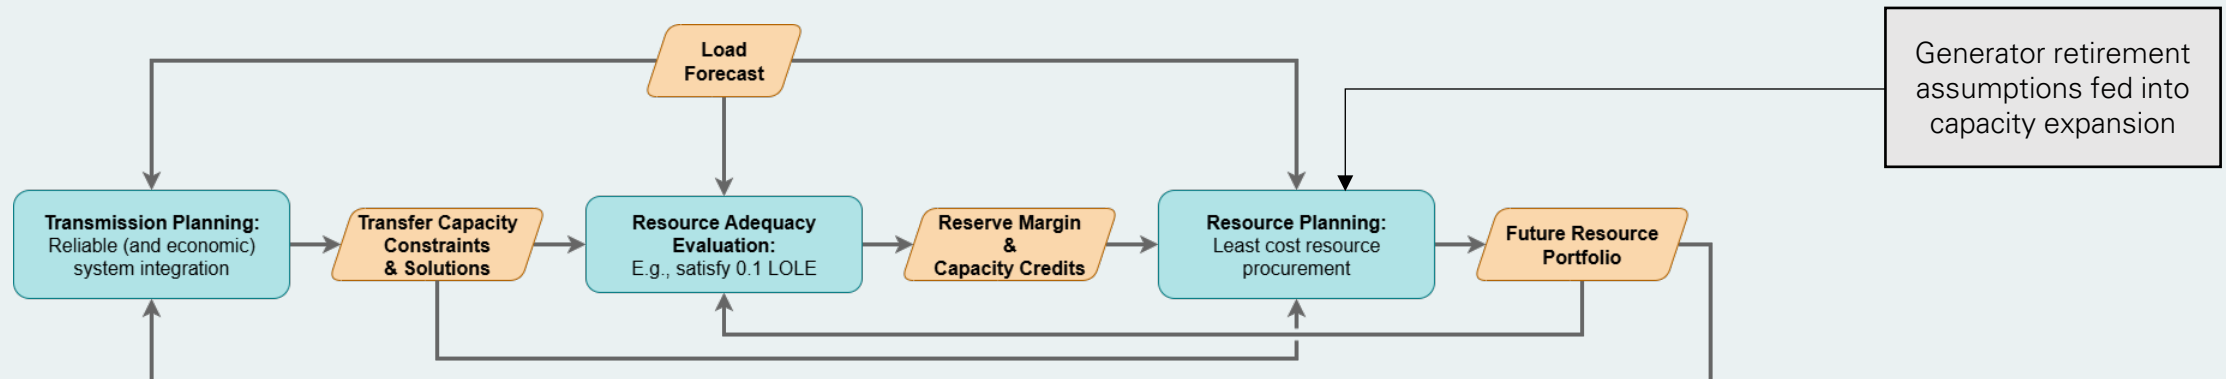 Load
Forecast
Generator retirement
assumptions fed into
capacity expansion
Transmission Planning:
Reliable (and economic)
system integration
Transfer Capacity
Constraints
& Solutions
Resource Adequacy
Evaluation:
E.g., satisfy 0.1 LOLE
Reserve Margin
&
Capacity Credits
Resource Planning:
Least cost resource
procurement
Future Resource
Portfolio